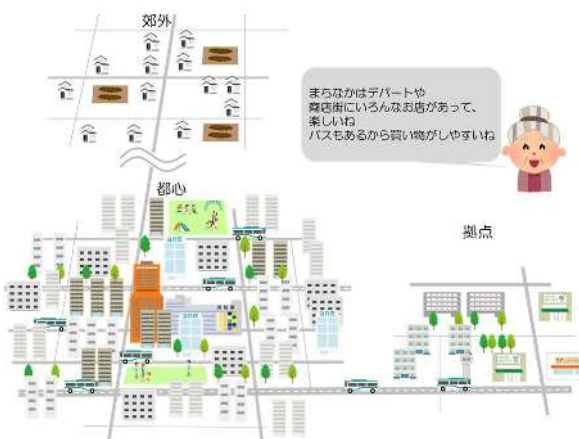 郊外
まちなかはデパートや
商店街にいろんなお店があって、
楽しいね
バスもあるから買い物がしやすいね
都心
拠点